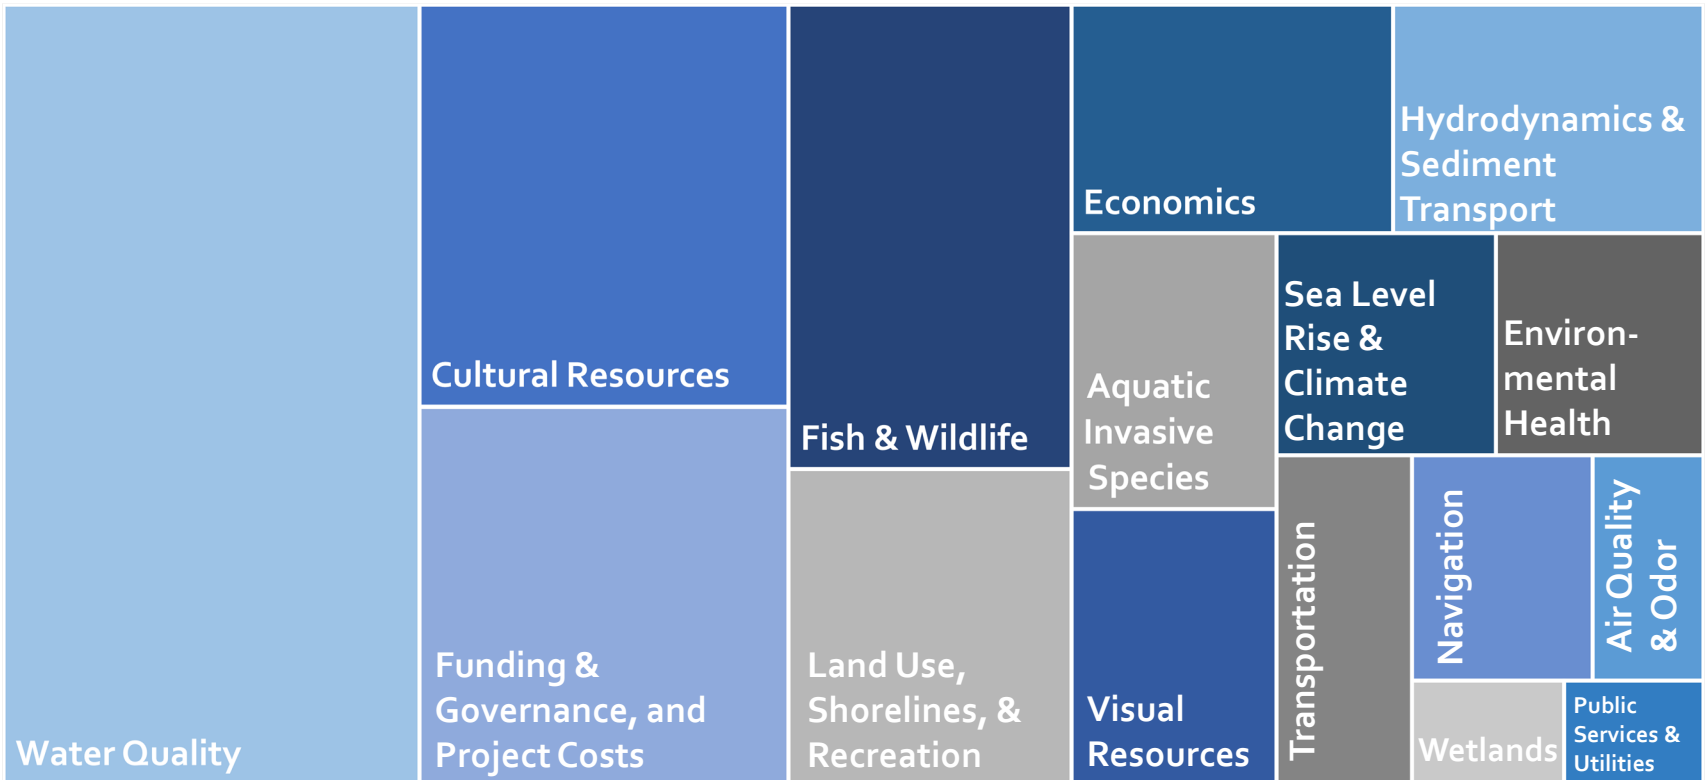 Water Quality
Cultural Resources
Funding &
Governance, and
Project Costs
Fish & Wildlife
Land Use,
Shorelines, &
Recreation
Economics
Hydrodynamics &
Sediment
Transport
Aquatic
Invasive
Species
Sea Level
Rise &
Climate
Change
Environ-
mental
Health
Visual
Resources
Transportation
Navigation
Air Quality
& Odor
Wetlands
Public
Services &
Utilities